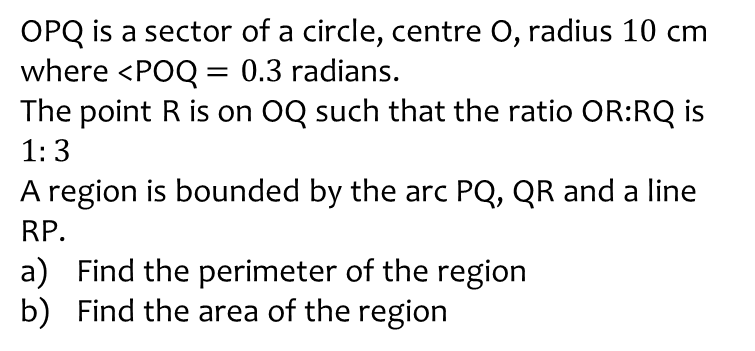 OPQ is a sector of a circle, centre O, radius 10 cm
where <POQ = 0.3 radians.
The point R is on OQ such that the ratio OR:RQ is
1: 3
A region is bounded by the arc PQ, QR and a line
RP.
a) Find the perimeter of the region
b) Find the area of the region